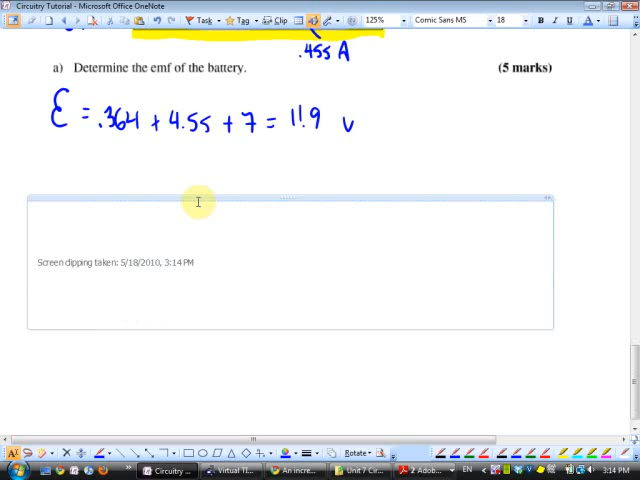 Circuitry Tutorial - Microsoft Office OneNote
Task Tag Clip 125% Comic Sans MS 18 B I U A
.455 A
a) Determine the emf of the battery. (5 marks)
ℰ = .364 + 4.55 + 7 = 11.9 v
Screen clipping taken: 5/18/2010, 3:14 PM
Rotate
Circuitry ... Virtual TI... An incre... Unit 7 Circ... 2 Adob... EN 3:14 PM